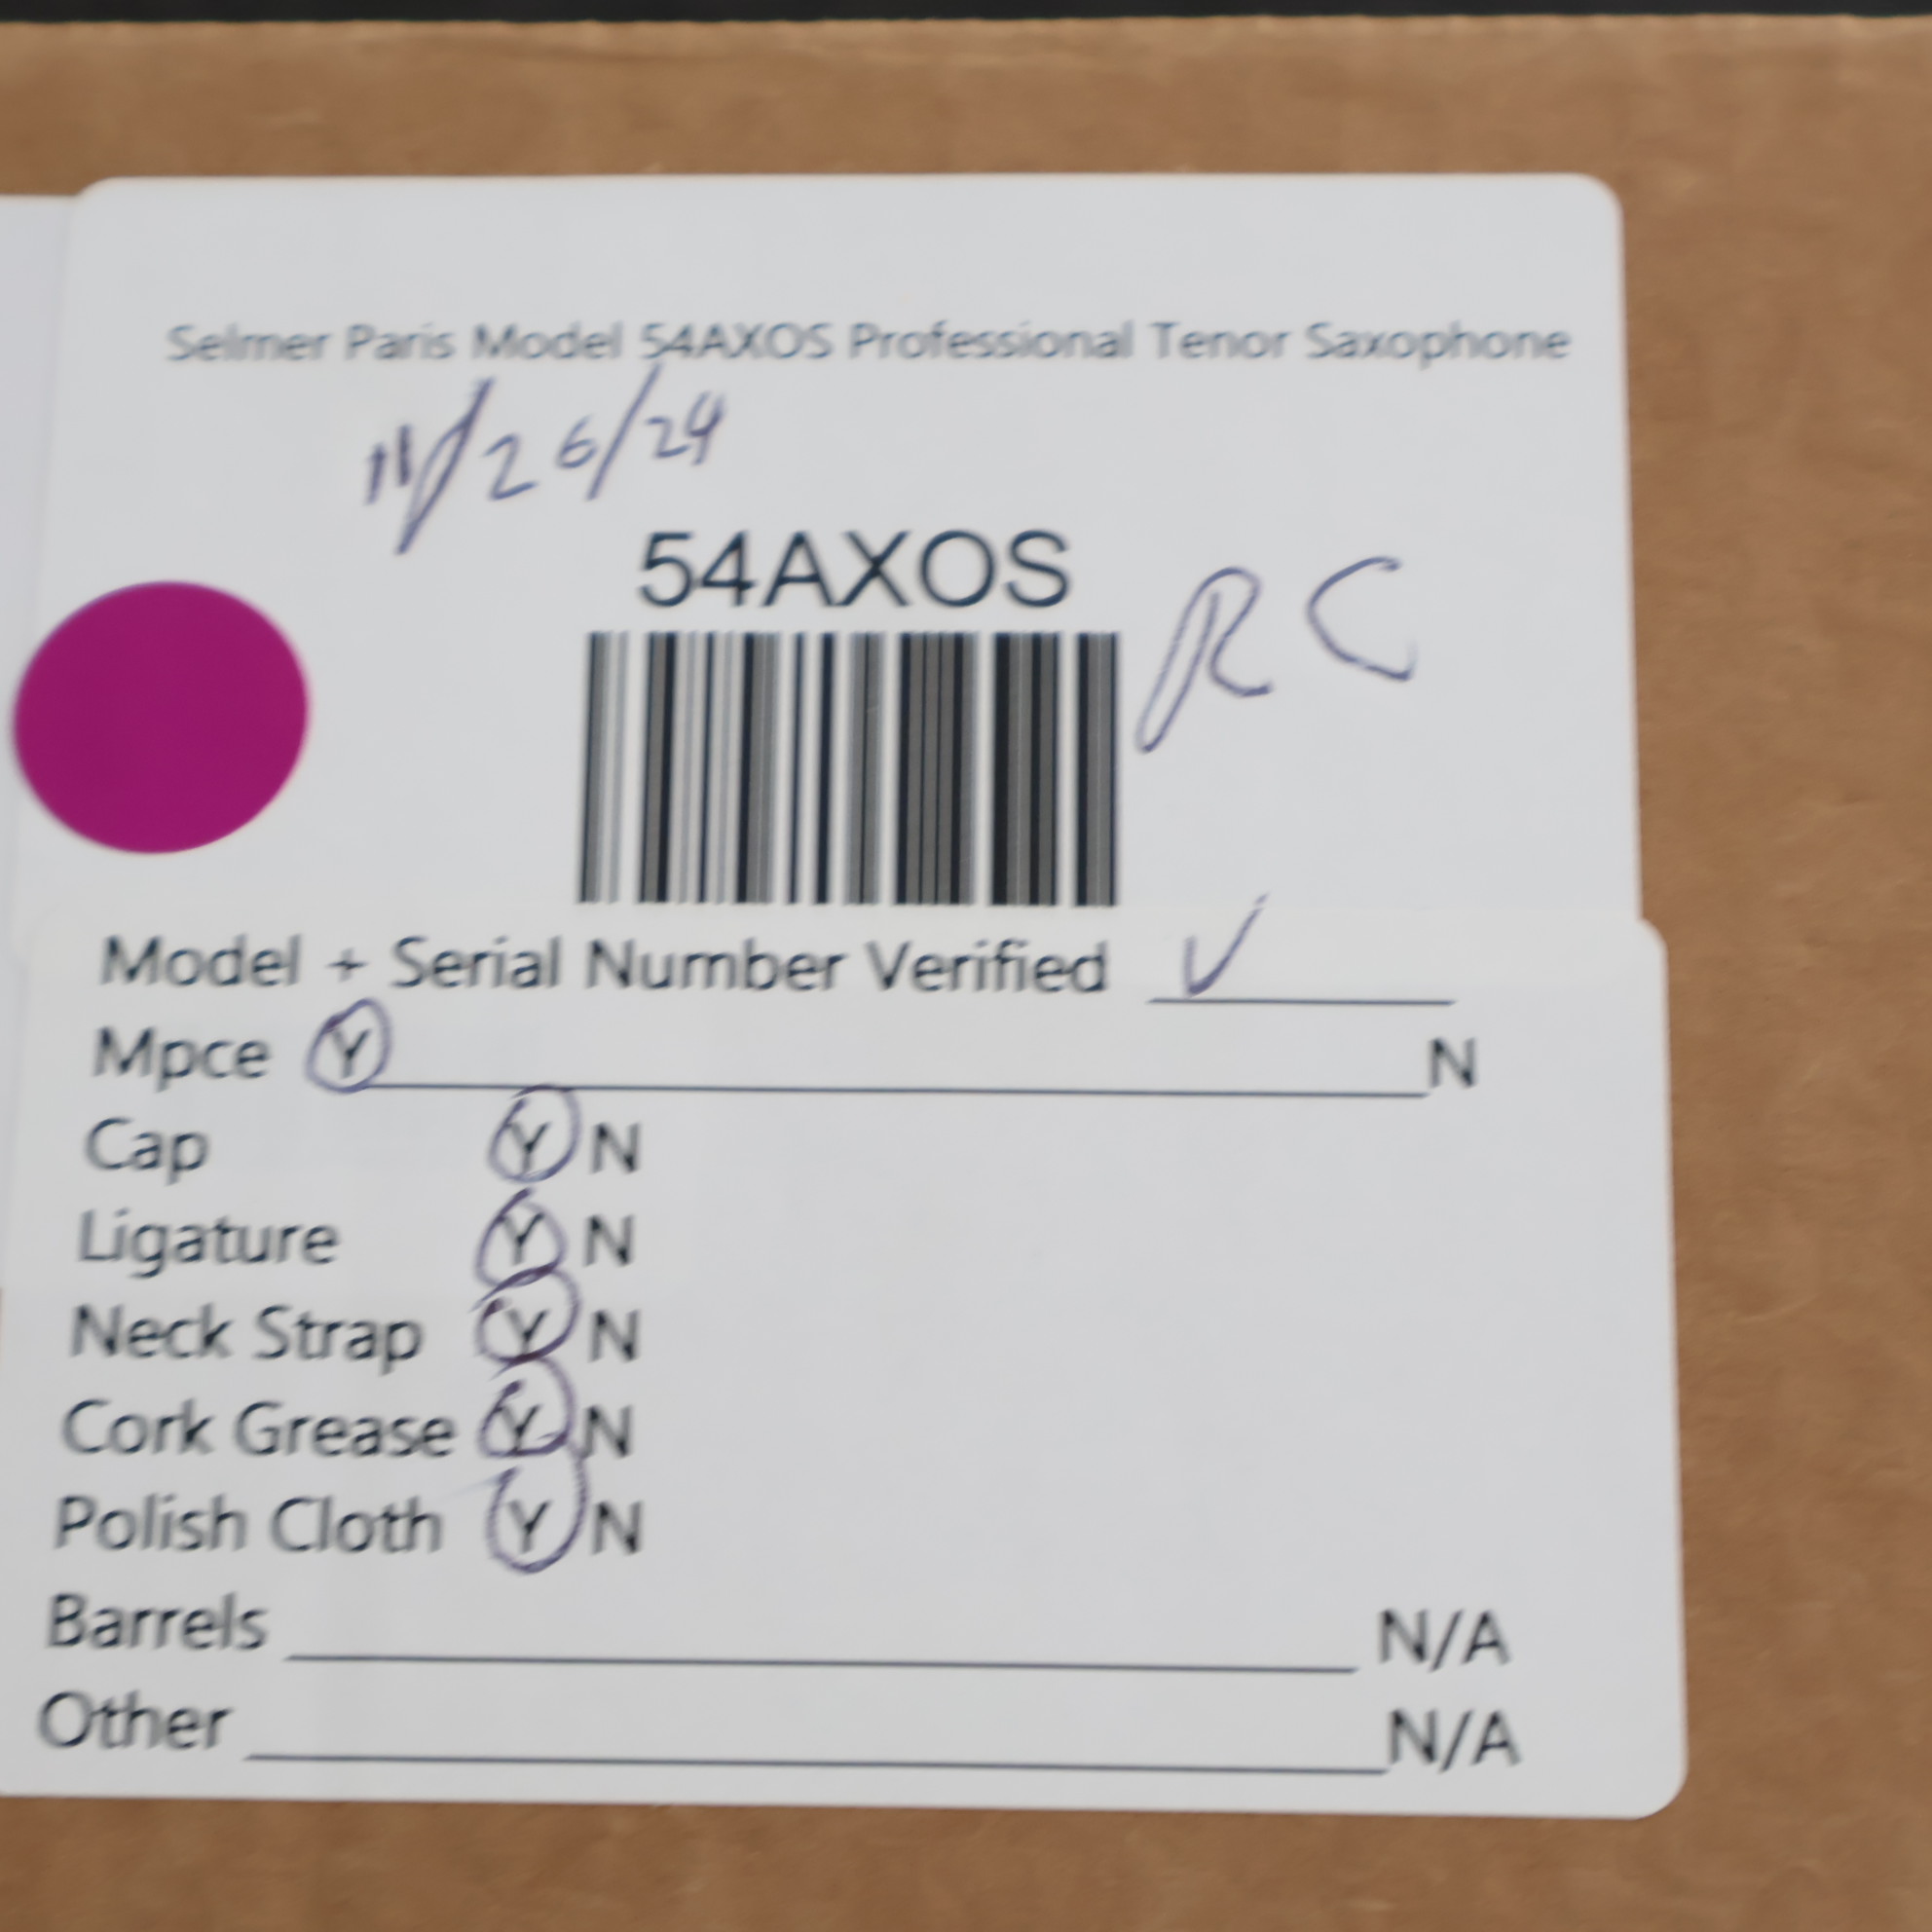 Selmer Paris Model 54AXOS Professional Tenor Saxophone
11/26/24
54AXOS
RC
Model + Serial Number Verified ✓
Mpce Y N
Cap Y N
Ligature Y N
Neck Strap Y N
Cork Grease Y N
Polish Cloth Y N
Barrels N/A
Other N/A